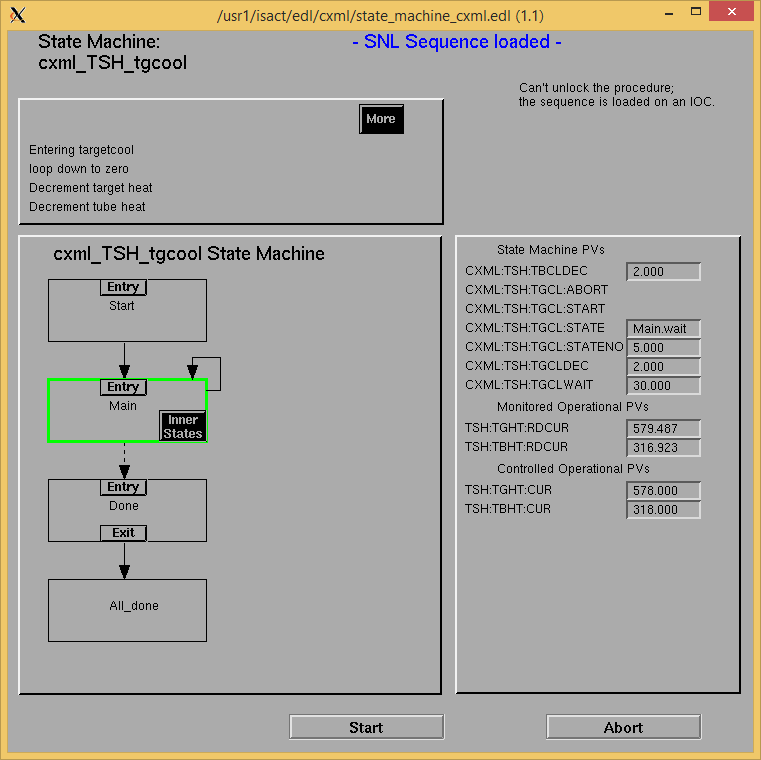 /usr1/isact/edl/cxml/state_machine_cxml.edl (1.1)
State Machine:
- SNL Sequence loaded -
cxml_TSH_tgcool
Can't unlock the procedure;
the sequence is loaded on an IOC.
More
Entering targetcool
loop down to zero
Decrement target heat
Decrement tube heat
cxml_TSH_tgcool State Machine
Entry
Start
Entry
Main
Inner
States
Entry
Done
Exit
All_done
State Machine PVs
CXML:TSH:TBCLDEC 2.000
CXML:TSH:TGCL:ABORT
CXML:TSH:TGCL:START
CXML:TSH:TGCL:STATE Main.wait
CXML:TSH:TGCL:STATENO 5.000
CXML:TSH:TGCLDEC 2.000
CXML:TSH:TGCLWAIT 30.000
Monitored Operational PVs
TSH:TGHT:RDCUR 579.487
TSH:TBHT:RDCUR 316.923
Controlled Operational PVs
TSH:TGHT:CUR 578.000
TSH:TBHT:CUR 318.000
Start
Abort